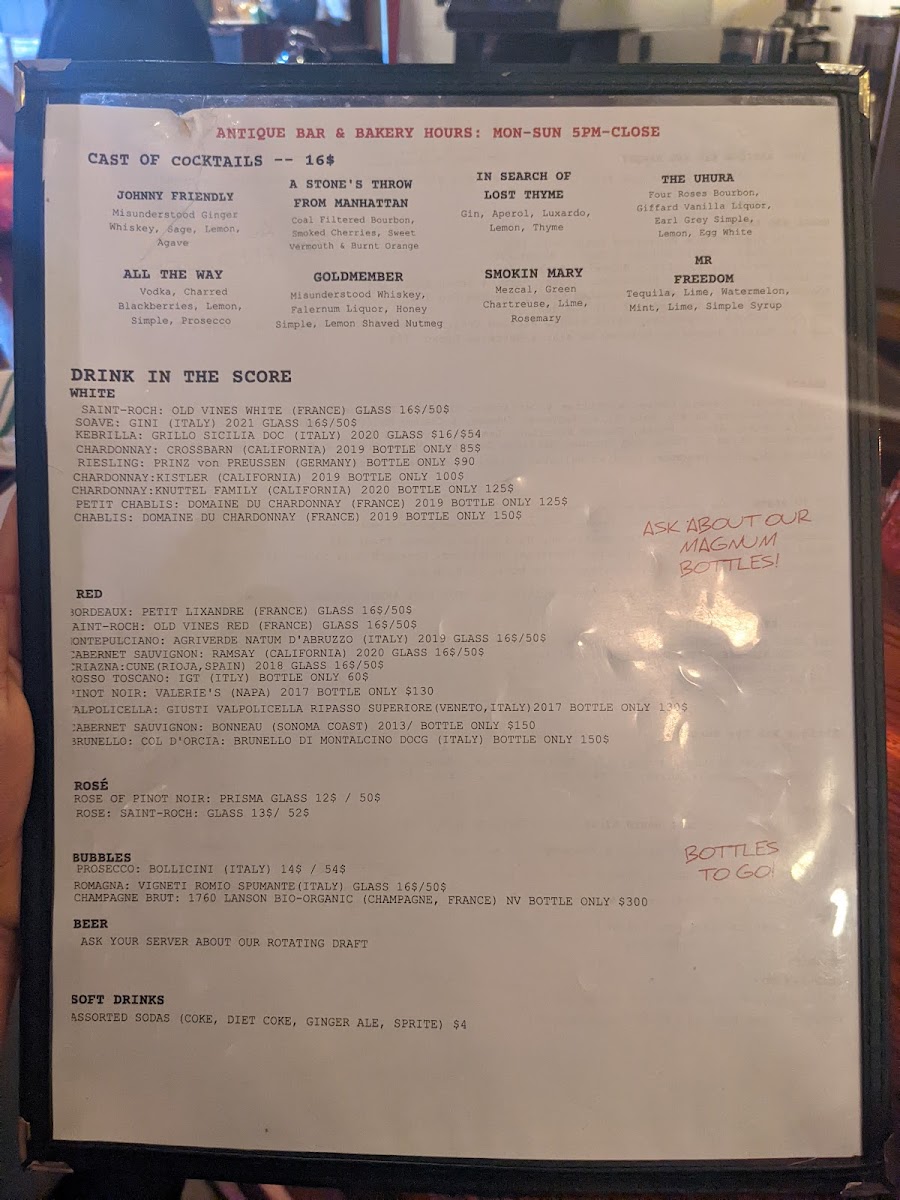 ANTIQUE BAR & BAKERY HOURS: MON-SUN 5PM-CLOSE
CAST OF COCKTAILS -- 16$
JOHNNY FRIENDLY
Misunderstood Ginger
Whiskey, Sage, Lemon,
Agave
A STONE'S THROW
FROM MANHATTAN
Coal Filtered Bourbon,
Smoked Cherries, Sweet
Vermouth & Burnt Orange
IN SEARCH OF
LOST THYME
Gin, Aperol, Luxardo,
Lemon, Thyme
THE UHURA
Four Roses Bourbon,
Giffard Vanilla Liquor,
Earl Grey Simple,
Lemon, Egg White
ALL THE WAY
Vodka, Charred
Blackberries, Lemon,
Simple, Prosecco
GOLDMEMBER
Misunderstood Whiskey,
Falernum Liquor, Honey
Simple, Lemon Shaved Nutmeg
SMOKIN MARY
Mezcal, Green
Chartreuse, Lime,
Rosemary
MR
FREEDOM
Tequila, Lime, Watermelon,
Mint, Lime, Simple Syrup
DRINK IN THE SCORE
WHITE
SAINT-ROCH: OLD VINES WHITE (FRANCE) GLASS 16$/50$
SOAVE: GINI (ITALY) 2021 GLASS 16$/50$
KEBRILLA: GRILLO SICILIA DOC (ITALY) 2020 GLASS $16/$54
CHARDONNAY: CROSSBARN (CALIFORNIA) 2019 BOTTLE ONLY 85$
RIESLING: PRINZ von PREUSSEN (GERMANY) BOTTLE ONLY $90
CHARDONNAY:KISTLER (CALIFORNIA) 2019 BOTTLE ONLY 100$
CHARDONNAY:KNUTTEL FAMILY (CALIFORNIA) 2020 BOTTLE ONLY 125$
PETIT CHABLIS: DOMAINE DU CHARDONNAY (FRANCE) 2019 BOTTLE ONLY 125$
CHABLIS: DOMAINE DU CHARDONNAY (FRANCE) 2019 BOTTLE ONLY 150$
ASK ABOUT OUR
MAGNUM
BOTTLES!
RED
BORDEAUX: PETIT LIXANDRE (FRANCE) GLASS 16$/50$
AINT-ROCH: OLD VINES RED (FRANCE) GLASS 16$/50$
ONTEPULCIANO: AGRIVERDE NATUM D'ABRUZZO (ITALY) 2019 GLASS 16$/50$
CABERNET SAUVIGNON: RAMSAY (CALIFORNIA) 2020 GLASS 16$/50$
CRIAZNA:CUNE(RIOJA,SPAIN) 2018 GLASS 16$/50$
ROSSO TOSCANO: IGT (ITLY) BOTTLE ONLY 60$
PINOT NOIR: VALERIE'S (NAPA) 2017 BOTTLE ONLY $130
ALPOLICELLA: GIUSTI VALPOLICELLA RIPASSO SUPERIORE(VENETO,ITALY)2017 BOTTLE ONLY 130$
CABERNET SAUVIGNON: BONNEAU (SONOMA COAST) 2013/ BOTTLE ONLY $150
BRUNELLO: COL D'ORCIA: BRUNELLO DI MONTALCINO DOCG (ITALY) BOTTLE ONLY 150$
ROSÉ
ROSE OF PINOT NOIR: PRISMA GLASS 12$ / 50$
ROSE: SAINT-ROCH: GLASS 13$/ 52$
BUBBLES
PROSECCO: BOLLICINI (ITALY) 14$ / 54$
ROMAGNA: VIGNETI ROMIO SPUMANTE(ITALY) GLASS 16$/50$
CHAMPAGNE BRUT: 1760 LANSON BIO-ORGANIC (CHAMPAGNE, FRANCE) NV BOTTLE ONLY $300
BOTTLES
TO GO!
BEER
ASK YOUR SERVER ABOUT OUR ROTATING DRAFT
SOFT DRINKS
ASSORTED SODAS (COKE, DIET COKE, GINGER ALE, SPRITE) $4